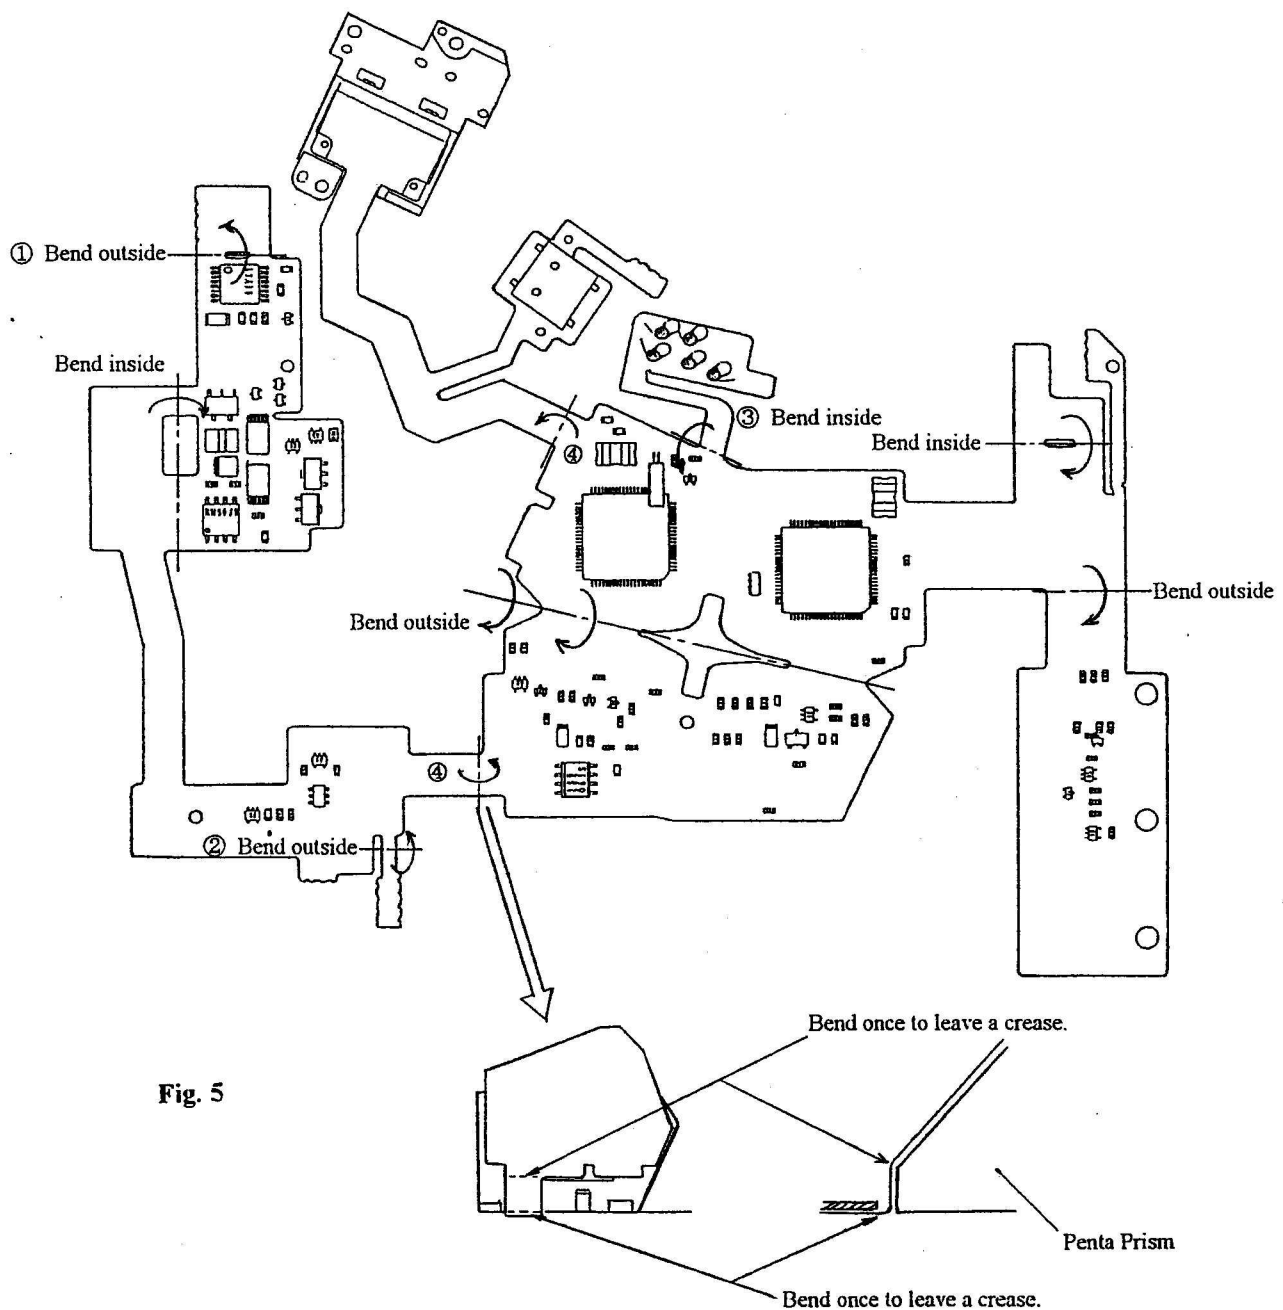 ① Bend outside
Bend inside
③ Bend inside
Bend inside
④
Bend outside
Bend outside
④
② Bend outside
Bend once to leave a crease.
Fig. 5
Penta Prism
Bend once to leave a crease.